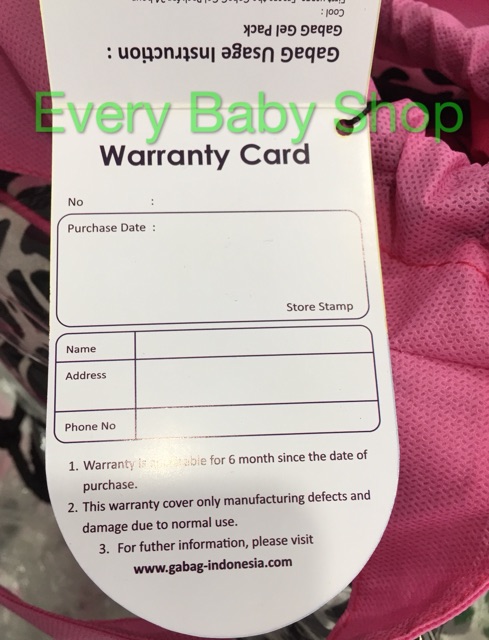 GabaG Usage Instruction :
GabaG Gel Pack
Cool :
Every Baby Shop
Warranty Card
No :
Purchase Date :
Store Stamp
Name
Address
Phone No
1. Warranty is for 6 month since the date of
purchase.
2. This warranty cover only manufacturing defects and
damage due to normal use.
3. For futher information, please visit
www.gabag-indonesia.com